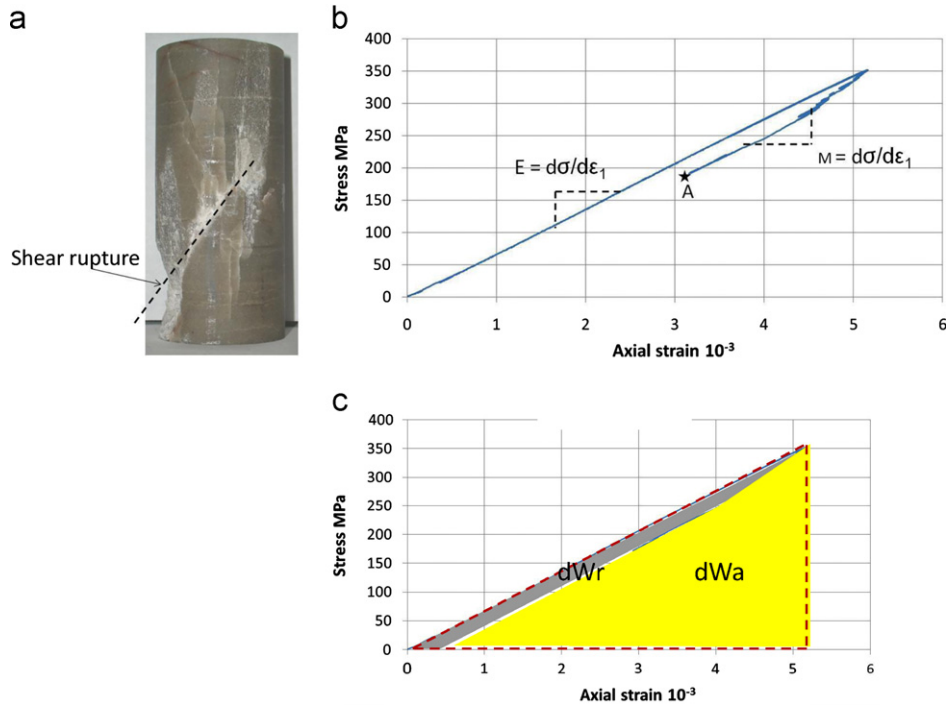 a
Shear rupture
b
Stress MPa
400
350
300
250
200
150
100
50
0
E = dσ/dε₁
M = dσ/dε₁
A
0 1 2 3 4 5 6
Axial strain 10⁻³
c
Stress MPa
400
350
300
250
200
150
100
50
0
dWr
dWa
0 1 2 3 4 5 6
Axial strain 10⁻³